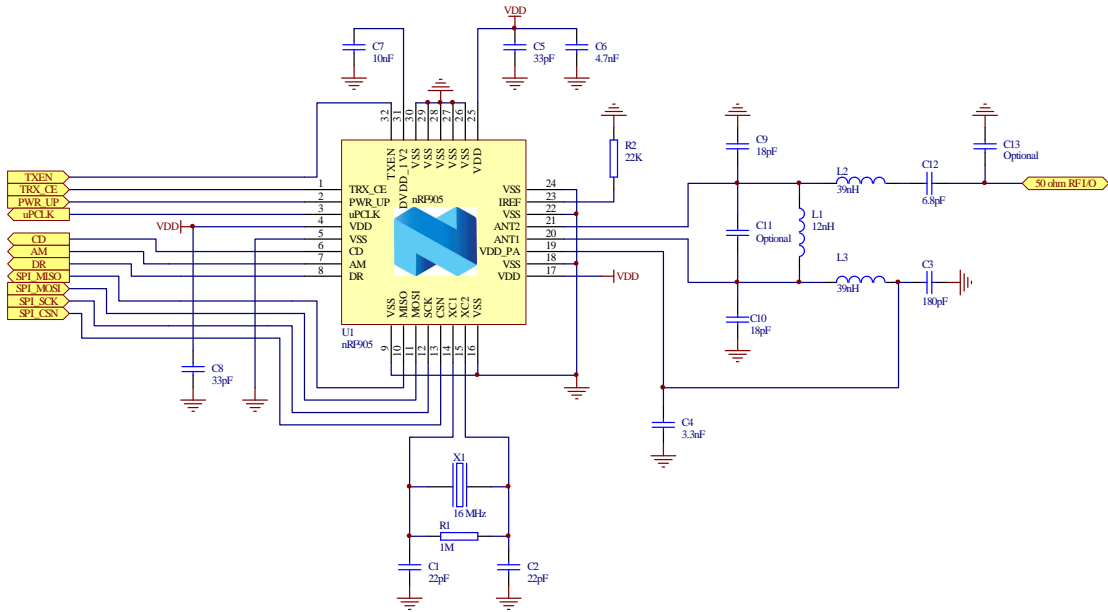 VDD
C7
10nF
C5
33pF
C6
4.7nF
32
31
30
29
28
27
26
25
TXEN
DVDD_1V2
VSS
VSS
VSS
VSS
VSS
VDD
R2
22K
C9
18pF
C13
Optional
TXEN
TRX_CE
PWR_UP
uPCLK
CD
AM
DR
SPI_MISO
SPI_MOSI
SPI_SCK
SPI_CSN
VDD
1
2
3
4
5
6
7
8
TRX_CE
PWR_UP
uPCLK
VDD
VSS
CD
AM
DR
nRF905
VSS
IREF
VSS
ANT2
ANT1
VDD_PA
VSS
VDD
24
23
22
21
20
19
18
17
VDD
VSS
MISO
MOSI
SCK
CSN
XC1
XC2
VSS
9
10
11
12
13
14
15
16
U1
nRF905
L2
39nH
C12
6.8pF
50 ohm RF I/O
C11
Optional
L1
12nH
L3
39nH
C3
180pF
C10
18pF
C8
33pF
C4
3.3nF
X1
16 MHz
R1
1M
C1
22pF
C2
22pF